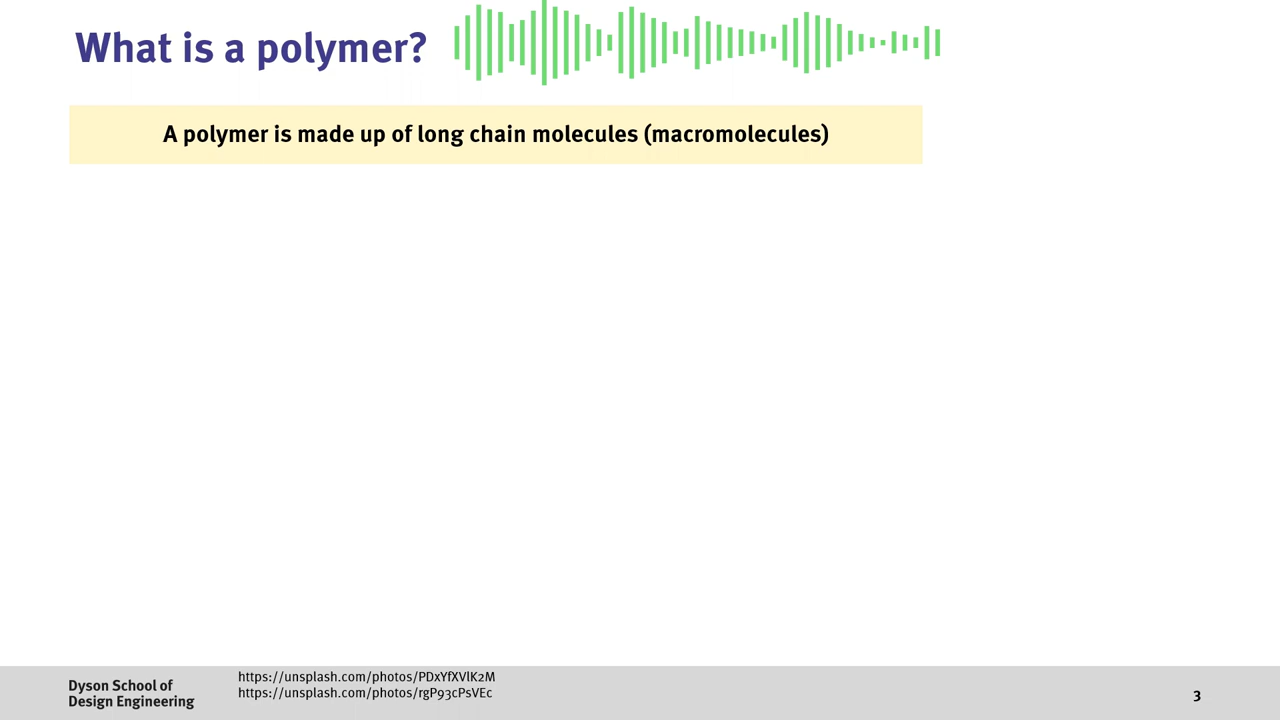 What is a polymer?
A polymer is made up of long chain molecules (macromolecules)
Dyson School of
Design Engineering
https://unsplash.com/photos/PDxYfXVlK2M
https://unsplash.com/photos/rgP93cPsVEc
3